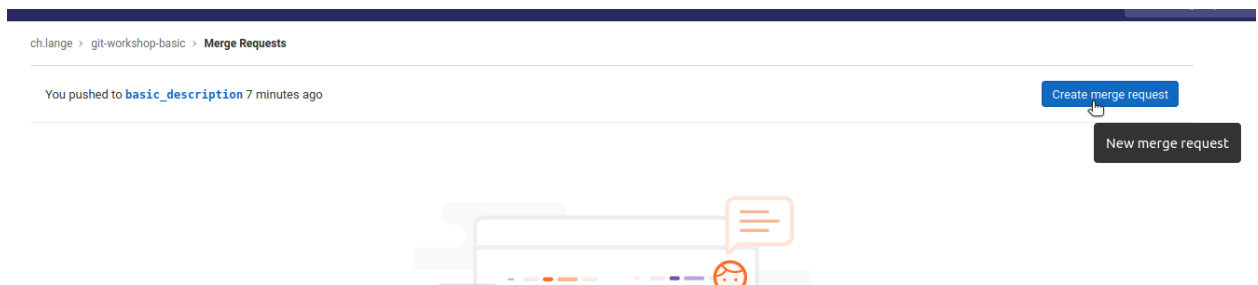 ch.lange > git-workshop-basic > Merge Requests
You pushed to basic_description 7 minutes ago
Create merge request
New merge request